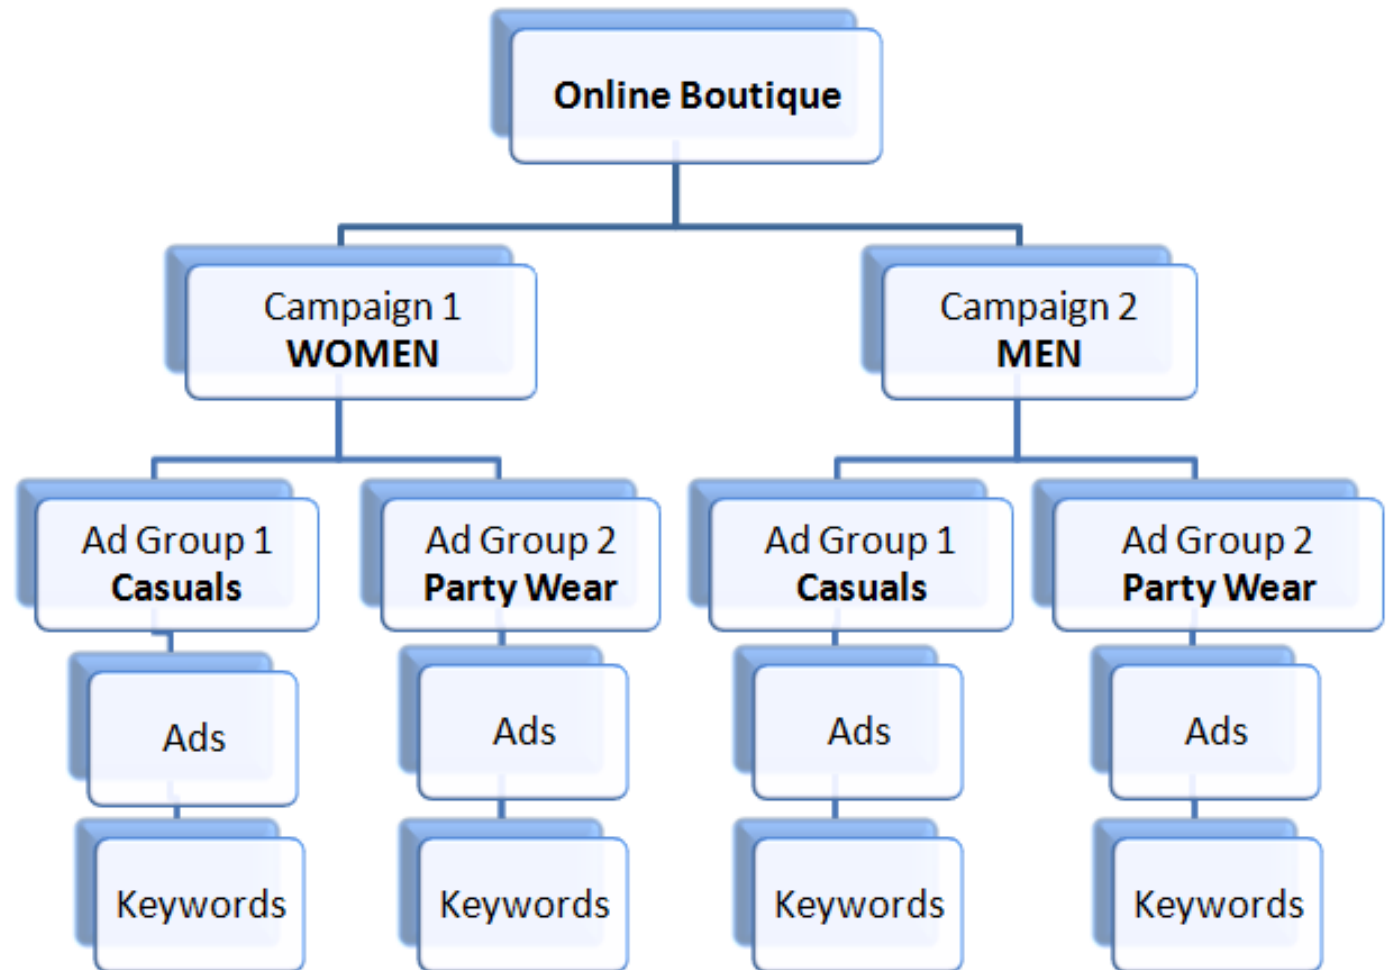 Online Boutique
Campaign 1
WOMEN
Campaign 2
MEN
Ad Group 1
Casuals
Ad Group 2
Party Wear
Ad Group 1
Casuals
Ad Group 2
Party Wear
Ads
Ads
Ads
Ads
Keywords
Keywords
Keywords
Keywords